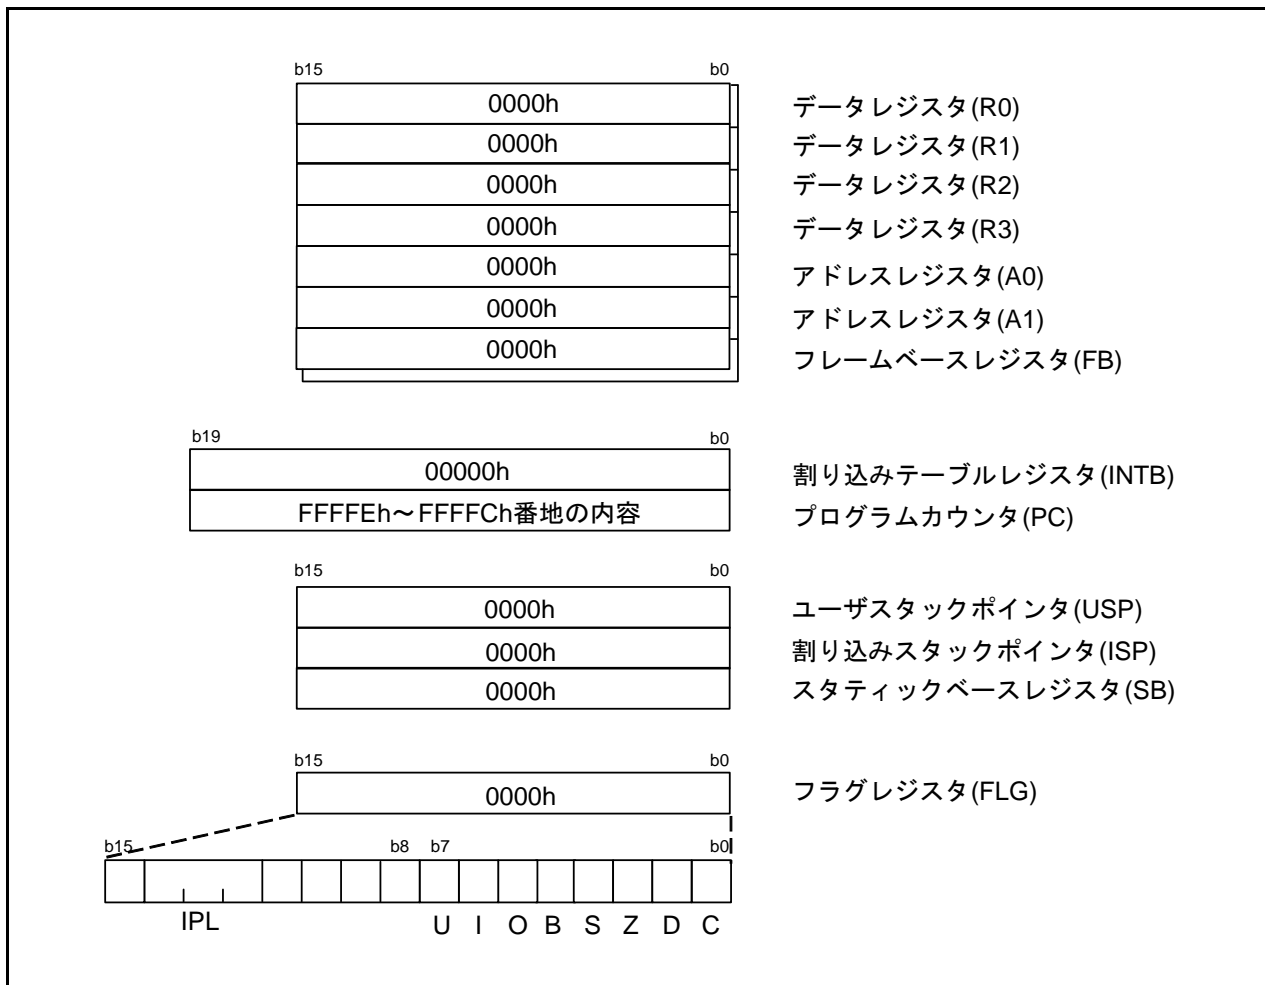 b15 b0
0000h データレジスタ(R0)
0000h データレジスタ(R1)
0000h データレジスタ(R2)
0000h データレジスタ(R3)
0000h アドレスレジスタ(A0)
0000h アドレスレジスタ(A1)
0000h フレームベースレジスタ(FB)
b19 b0
00000h 割り込みテーブルレジスタ(INTB)
FFFFEh～FFFFCh番地の内容 プログラムカウンタ(PC)
b15 b0
0000h ユーザスタックポインタ(USP)
0000h 割り込みスタックポインタ(ISP)
0000h スタティックベースレジスタ(SB)
b15 b0
0000h フラグレジスタ(FLG)
b15 b8 b7 b0
IPL U I O B S Z D C